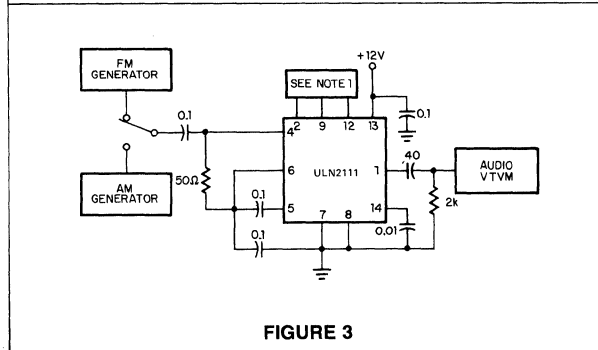 FM
GENERATOR
AM
GENERATOR
0.1
50Ω
0.1
0.1
SEE NOTE 1
+12V
0.1
2 9 12 13
4
6
5
ULN2111
1
14
7 8
.40
2k
0.01
AUDIO
VTVM
FIGURE 3